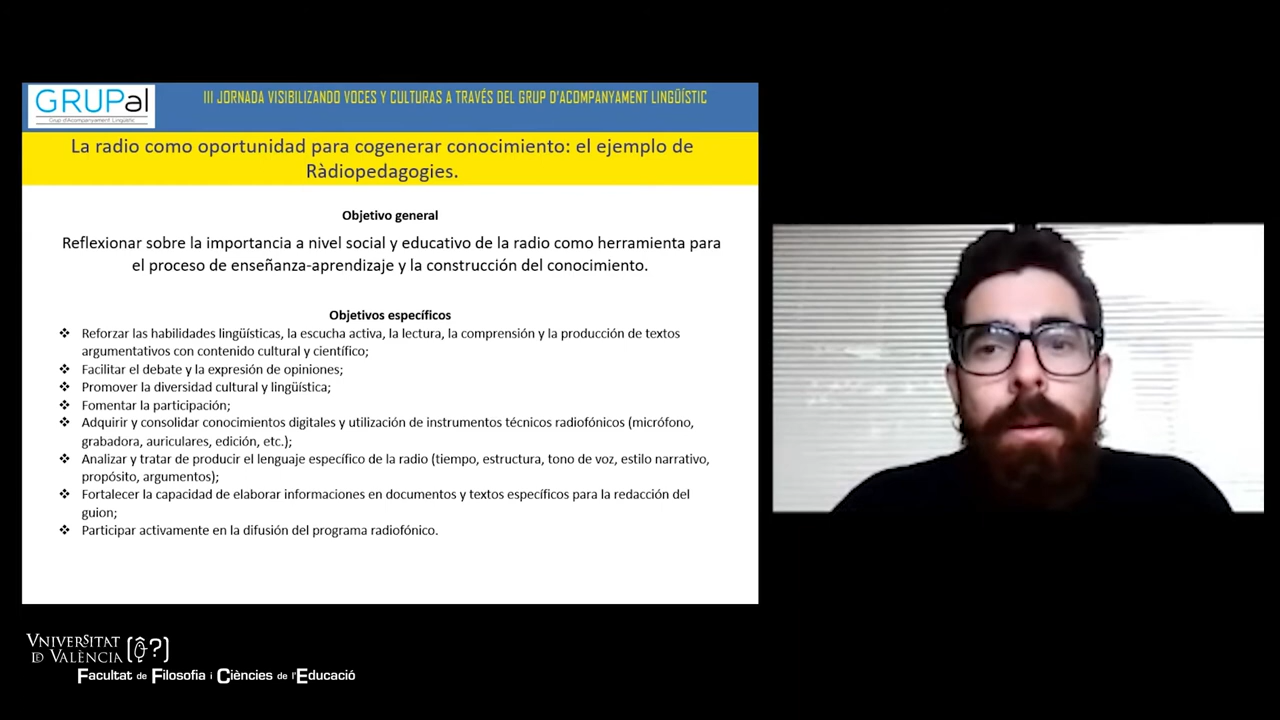 GRUPal
Grup d'Acompanyament Lingüístic
III JORNADA VISIBILIZANDO VOCES Y CULTURAS A TRAVÉS DEL GRUP D'ACOMPANYAMENT LINGÜÍSTIC
La radio como oportunidad para cogenerar conocimiento: el ejemplo de
Ràdiopedagogies.
Objetivo general
Reflexionar sobre la importancia a nivel social y educativo de la radio como herramienta para
el proceso de enseñanza-aprendizaje y la construcción del conocimiento.
Objetivos específicos
❖ Reforzar las habilidades lingüísticas, la escucha activa, la lectura, la comprensión y la producción de textos
argumentativos con contenido cultural y científico;
❖ Facilitar el debate y la expresión de opiniones;
❖ Promover la diversidad cultural y lingüística;
❖ Fomentar la participación;
❖ Adquirir y consolidar conocimientos digitales y utilización de instrumentos técnicos radiofónicos (micrófono,
grabadora, auriculares, edición, etc.);
❖ Analizar y tratar de producir el lenguaje específico de la radio (tiempo, estructura, tono de voz, estilo narrativo,
propósito, argumentos);
❖ Fortalecer la capacidad de elaborar informaciones en documentos y textos específicos para la redacción del
guion;
❖ Participar activamente en la difusión del programa radiofónico.
VNIVERSITAT
D VALÈNCIA
Facultat de Filosofia i Ciències de l'Educació